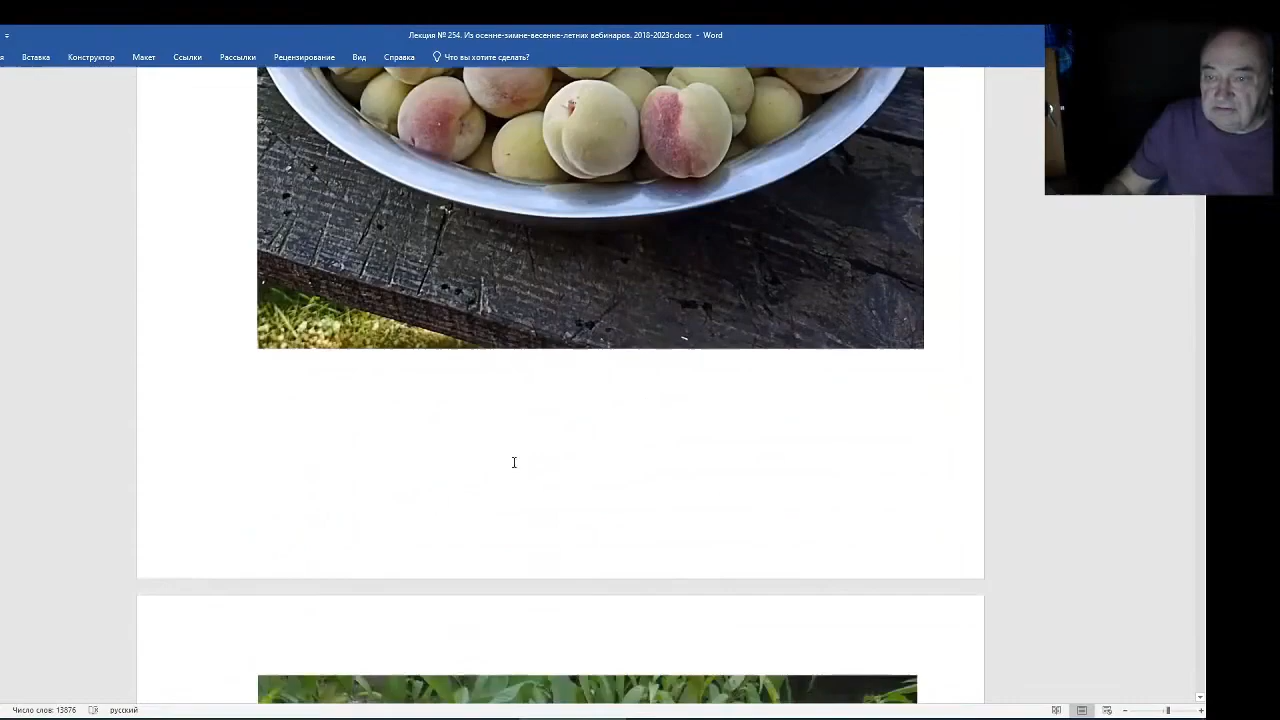 Лекция № 254. Из осенне-зимне-весенне-летних вебинаров. 2018-2023г.docx - Word
я Вставка Конструктор Макет Ссылки Рассылки Рецензирование Вид Справка Что вы хотите сделать?
Число слов: 13876 русский